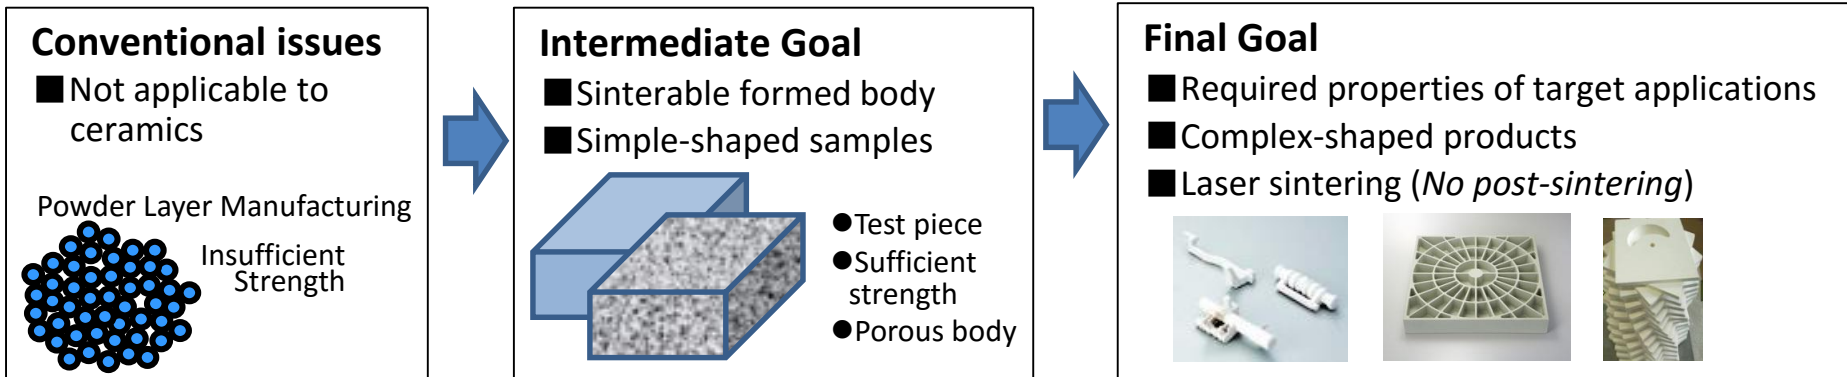 Conventional issues
■Not applicable to
ceramics
Powder Layer Manufacturing
Insufficient
Strength
Intermediate Goal
■Sinterable formed body
■Simple-shaped samples
●Test piece
●Sufficient
strength
●Porous body
Final Goal
■Required properties of target applications
■Complex-shaped products
■Laser sintering (No post-sintering)